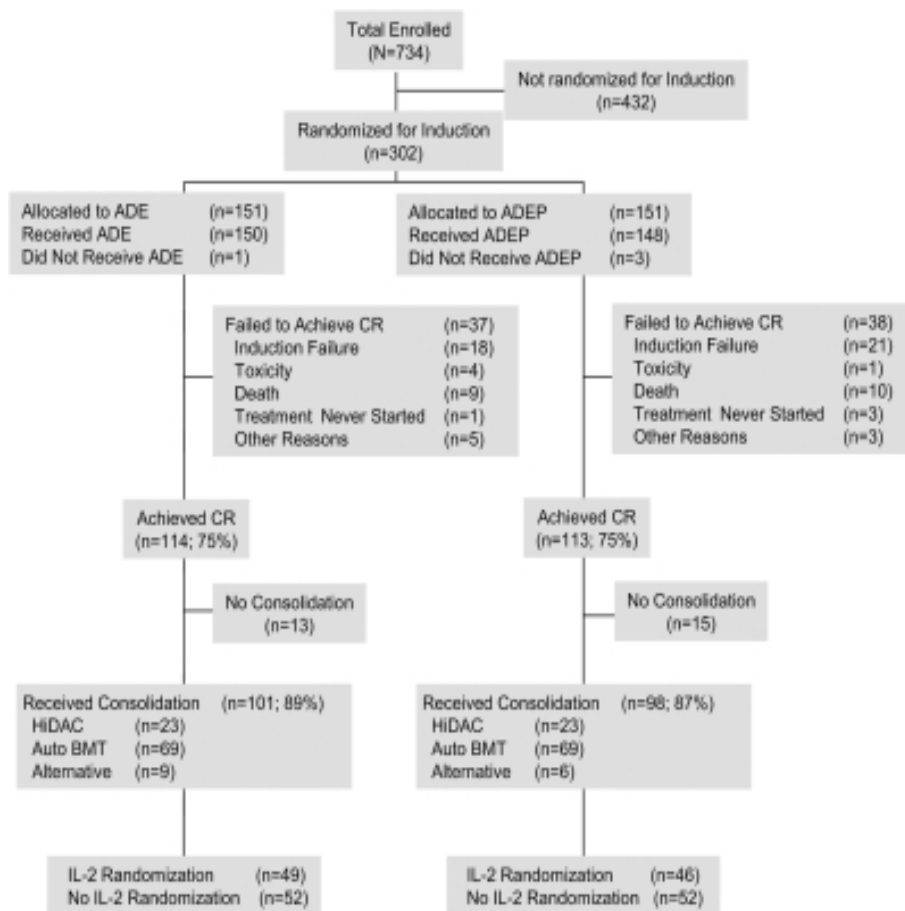 Total Enrolled
(N=734)
Not randomized for Induction
(n=432)
Randomized for Induction
(n=302)
Allocated to ADE (n=151)
Received ADE (n=150)
Did Not Receive ADE (n=1)
Allocated to ADEP (n=151)
Received ADEP (n=148)
Did Not Receive ADEP (n=3)
Failed to Achieve CR (n=37)
Induction Failure (n=18)
Toxicity (n=4)
Death (n=9)
Treatment Never Started (n=1)
Other Reasons (n=5)
Failed to Achieve CR (n=38)
Induction Failure (n=21)
Toxicity (n=1)
Death (n=10)
Treatment Never Started (n=3)
Other Reasons (n=3)
Achieved CR
(n=114; 75%)
Achieved CR
(n=113; 75%)
No Consolidation
(n=13)
No Consolidation
(n=15)
Received Consolidation (n=101; 89%)
HiDAC (n=23)
Auto BMT (n=69)
Alternative (n=9)
Received Consolidation (n=98; 87%)
HiDAC (n=23)
Auto BMT (n=69)
Alternative (n=6)
IL-2 Randomization (n=49)
No IL-2 Randomization (n=52)
IL-2 Randomization (n=46)
No IL-2 Randomization (n=52)